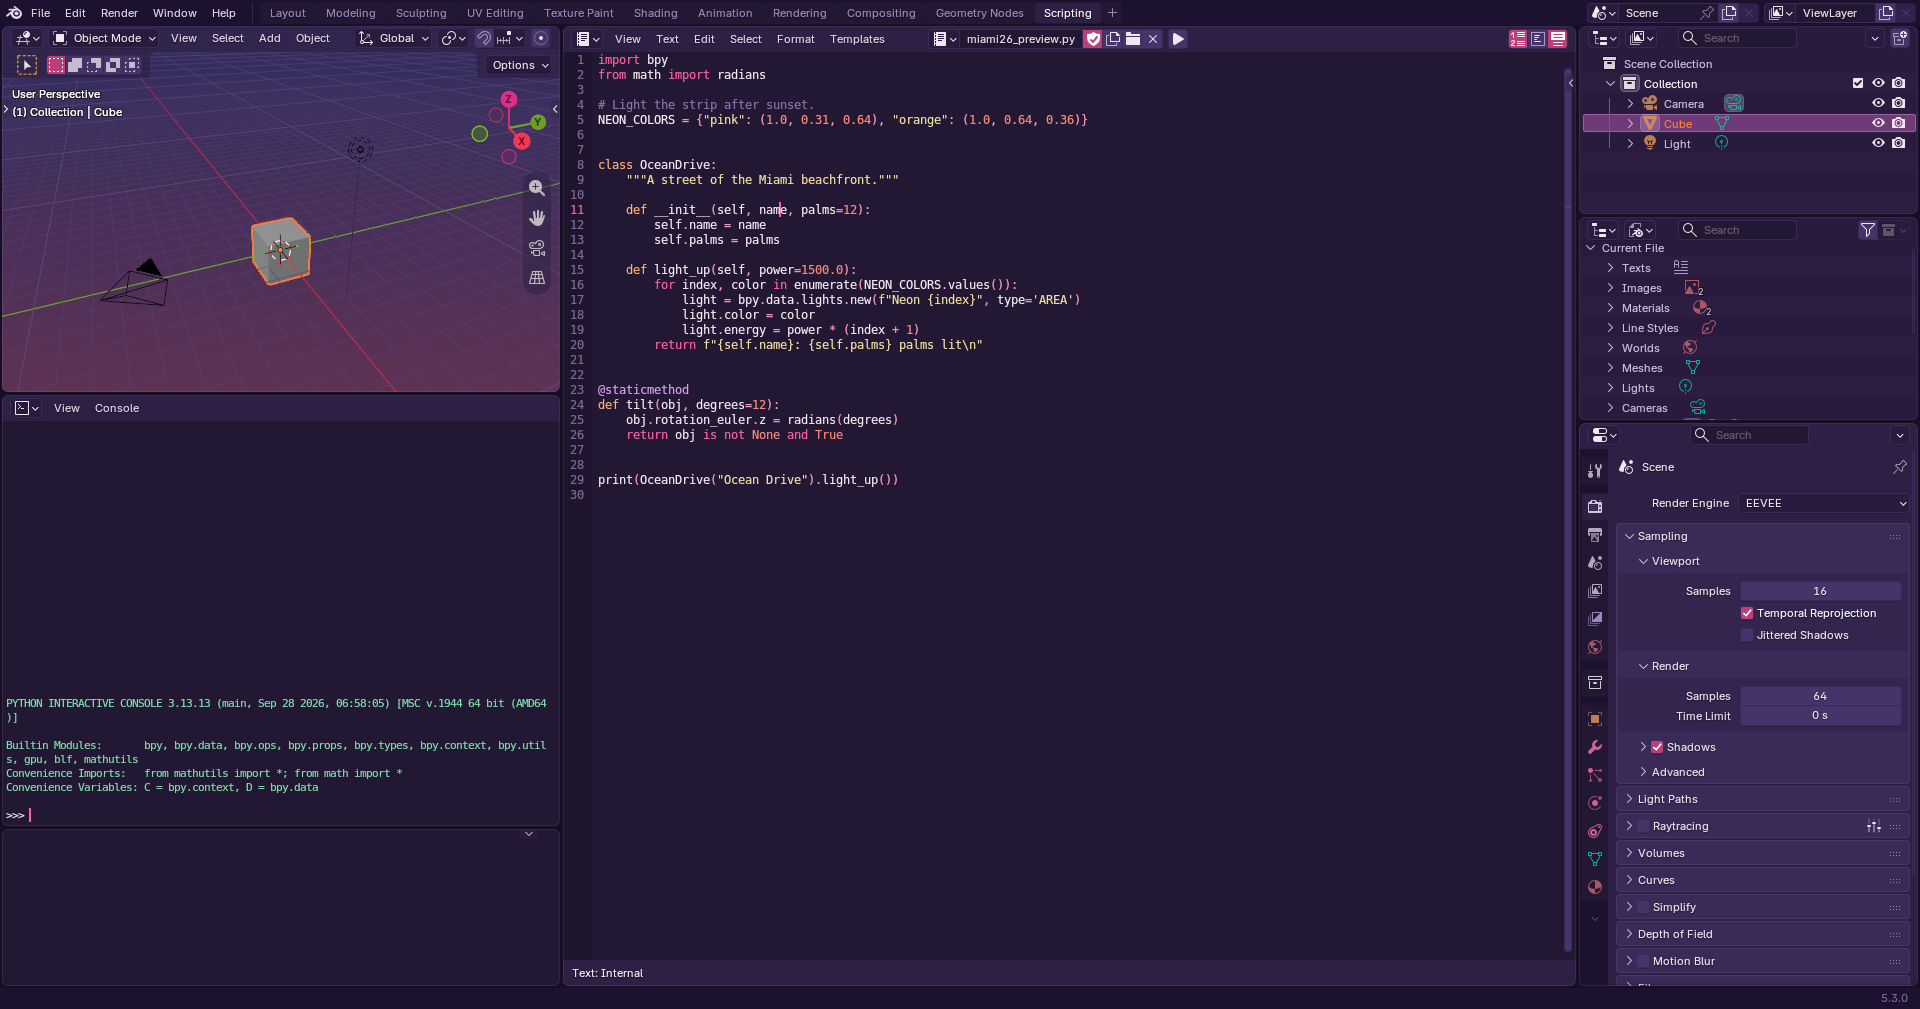 File Edit Render Window Help Layout Modeling Sculpting UV Editing Texture Paint Shading Animation Rendering Compositing Geometry Nodes Scripting + Scene ViewLayer
Object Mode View Select Add Object Global
Options
User Perspective
(1) Collection | Cube
Z
Y
X
View Console
PYTHON INTERACTIVE CONSOLE 3.13.13 (main, Sep 28 2026, 06:58:05) [MSC v.1944 64 bit (AMD64
)]
Builtin Modules: bpy, bpy.data, bpy.ops, bpy.props, bpy.types, bpy.context, bpy.util
s, gpu, blf, mathutils
Convenience Imports: from mathutils import *; from math import *
Convenience Variables: C = bpy.context, D = bpy.data
>>>
View Text Edit Select Format Templates miami26_preview.py
1 import bpy
2 from math import radians
3
4 # Light the strip after sunset.
5 NEON_COLORS = {"pink": (1.0, 0.31, 0.64), "orange": (1.0, 0.64, 0.36)}
6
7
8 class OceanDrive:
9 """A street of the Miami beachfront."""
10
11 def __init__(self, name, palms=12):
12 self.name = name
13 self.palms = palms
14
15 def light_up(self, power=1500.0):
16 for index, color in enumerate(NEON_COLORS.values()):
17 light = bpy.data.lights.new(f"Neon {index}", type='AREA')
18 light.color = color
19 light.energy = power * (index + 1)
20 return f"{self.name}: {self.palms} palms lit\n"
21
22
23 @staticmethod
24 def tilt(obj, degrees=12):
25 obj.rotation_euler.z = radians(degrees)
26 return obj is not None and True
27
28
29 print(OceanDrive("Ocean Drive").light_up())
30
Text: Internal
Search
Scene Collection
Collection
Camera
Cube
Light
Search
Current File
Texts
Images 2
Materials 2
Line Styles
Worlds
Meshes
Lights
Cameras
Search
Scene
Render Engine EEVEE
Sampling
Viewport
Samples 16
Temporal Reprojection
Jittered Shadows
Render
Samples 64
Time Limit 0 s
Shadows
Advanced
Light Paths
Raytracing
Volumes
Curves
Simplify
Depth of Field
Motion Blur
5.3.0